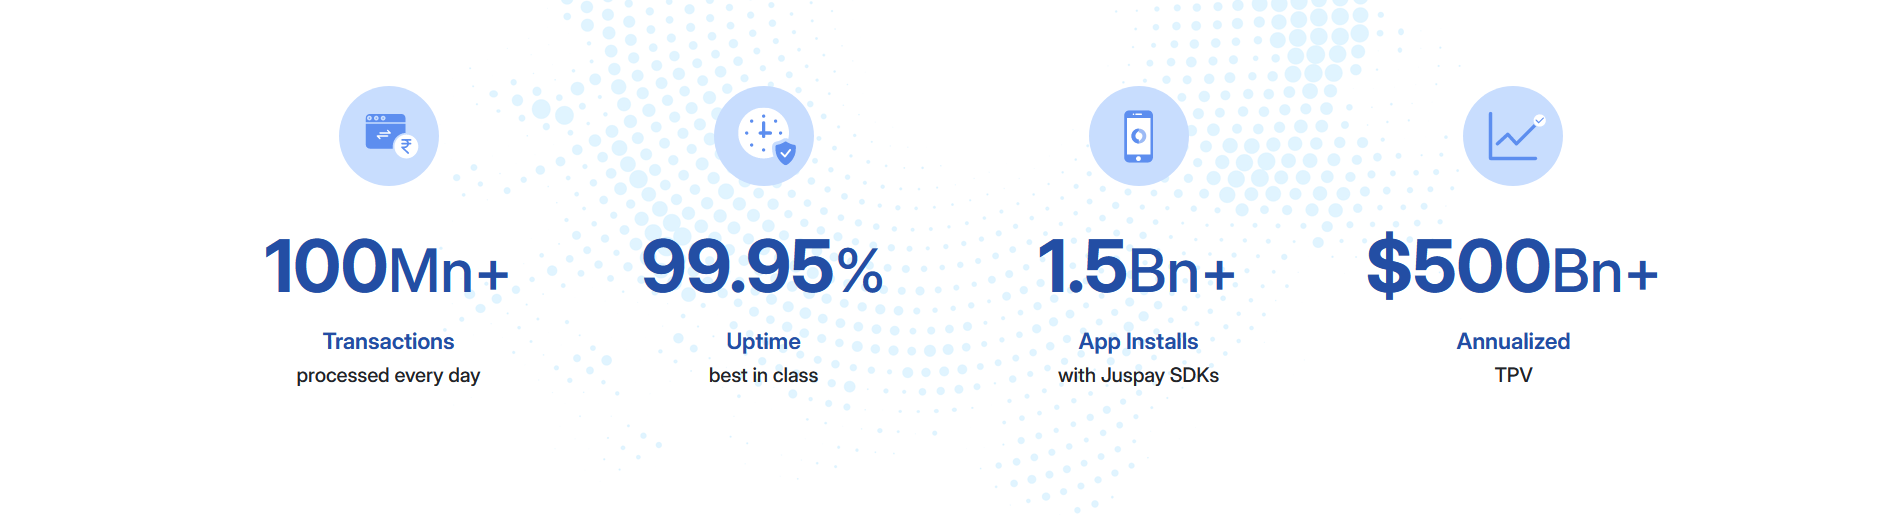 100Mn+
Transactions
processed every day
99.95%
Uptime
best in class
1.5Bn+
App Installs
with Juspay SDKs
$500Bn+
Annualized
TPV